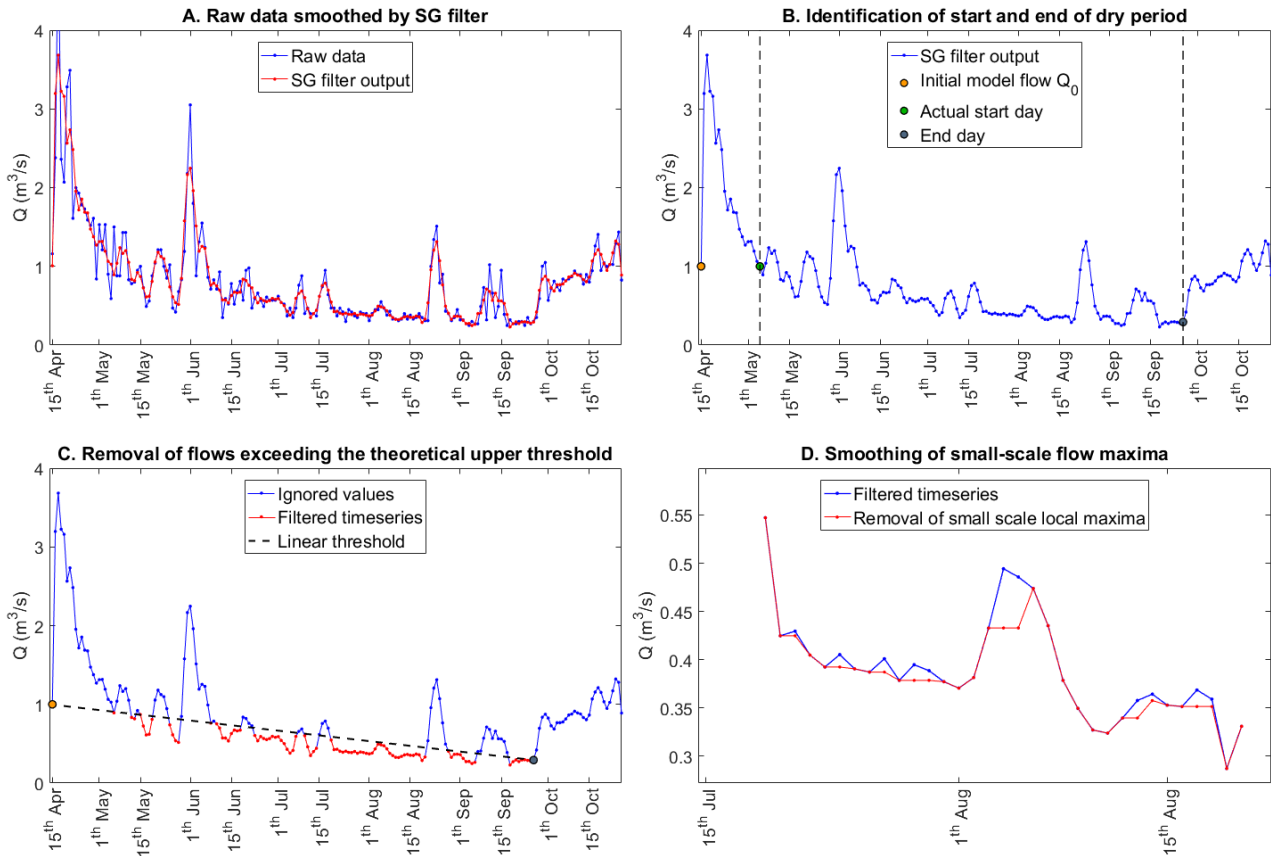 A. Raw data smoothed by SG filter
Q (m³/s)
4
3
2
1
0
Raw data
SG filter output
15th Apr
1th May
15th May
1th Jun
15th Jun
1th Jul
15th Jul
1th Aug
15th Aug
1th Sep
15th Sep
1th Oct
15th Oct
B. Identification of start and end of dry period
Q (m³/s)
4
3
2
1
0
SG filter output
Initial model flow Q₀
Actual start day
End day
15th Apr
1th May
15th May
1th Jun
15th Jun
1th Jul
15th Jul
1th Aug
15th Aug
1th Sep
15th Sep
1th Oct
15th Oct
C. Removal of flows exceeding the theoretical upper threshold
Q (m³/s)
4
3
2
1
0
Ignored values
Filtered timeseries
Linear threshold
15th Apr
1th May
15th May
1th Jun
15th Jun
1th Jul
15th Jul
1th Aug
15th Aug
1th Sep
15th Sep
1th Oct
15th Oct
D. Smoothing of small-scale flow maxima
Q (m³/s)
0.55
0.5
0.45
0.4
0.35
0.3
Filtered timeseries
Removal of small scale local maxima
15th Jul
1th Aug
15th Aug